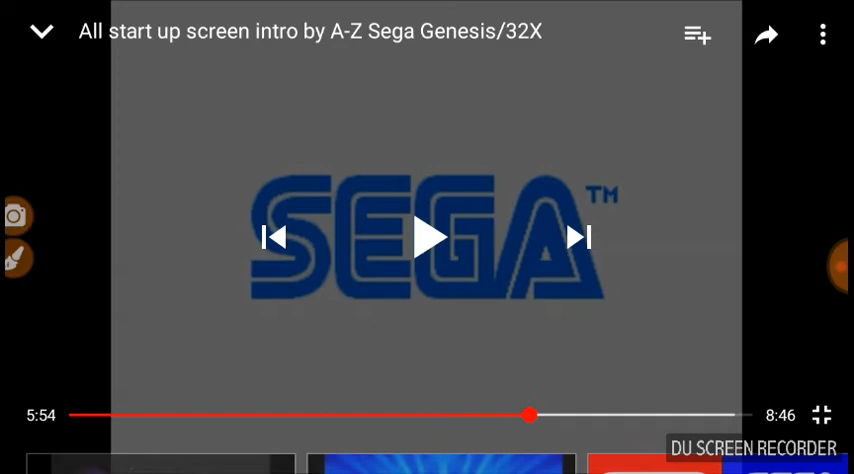 All start up screen intro by A-Z Sega Genesis/32X
SEGA™
5:54
8:46
DU SCREEN RECORDER